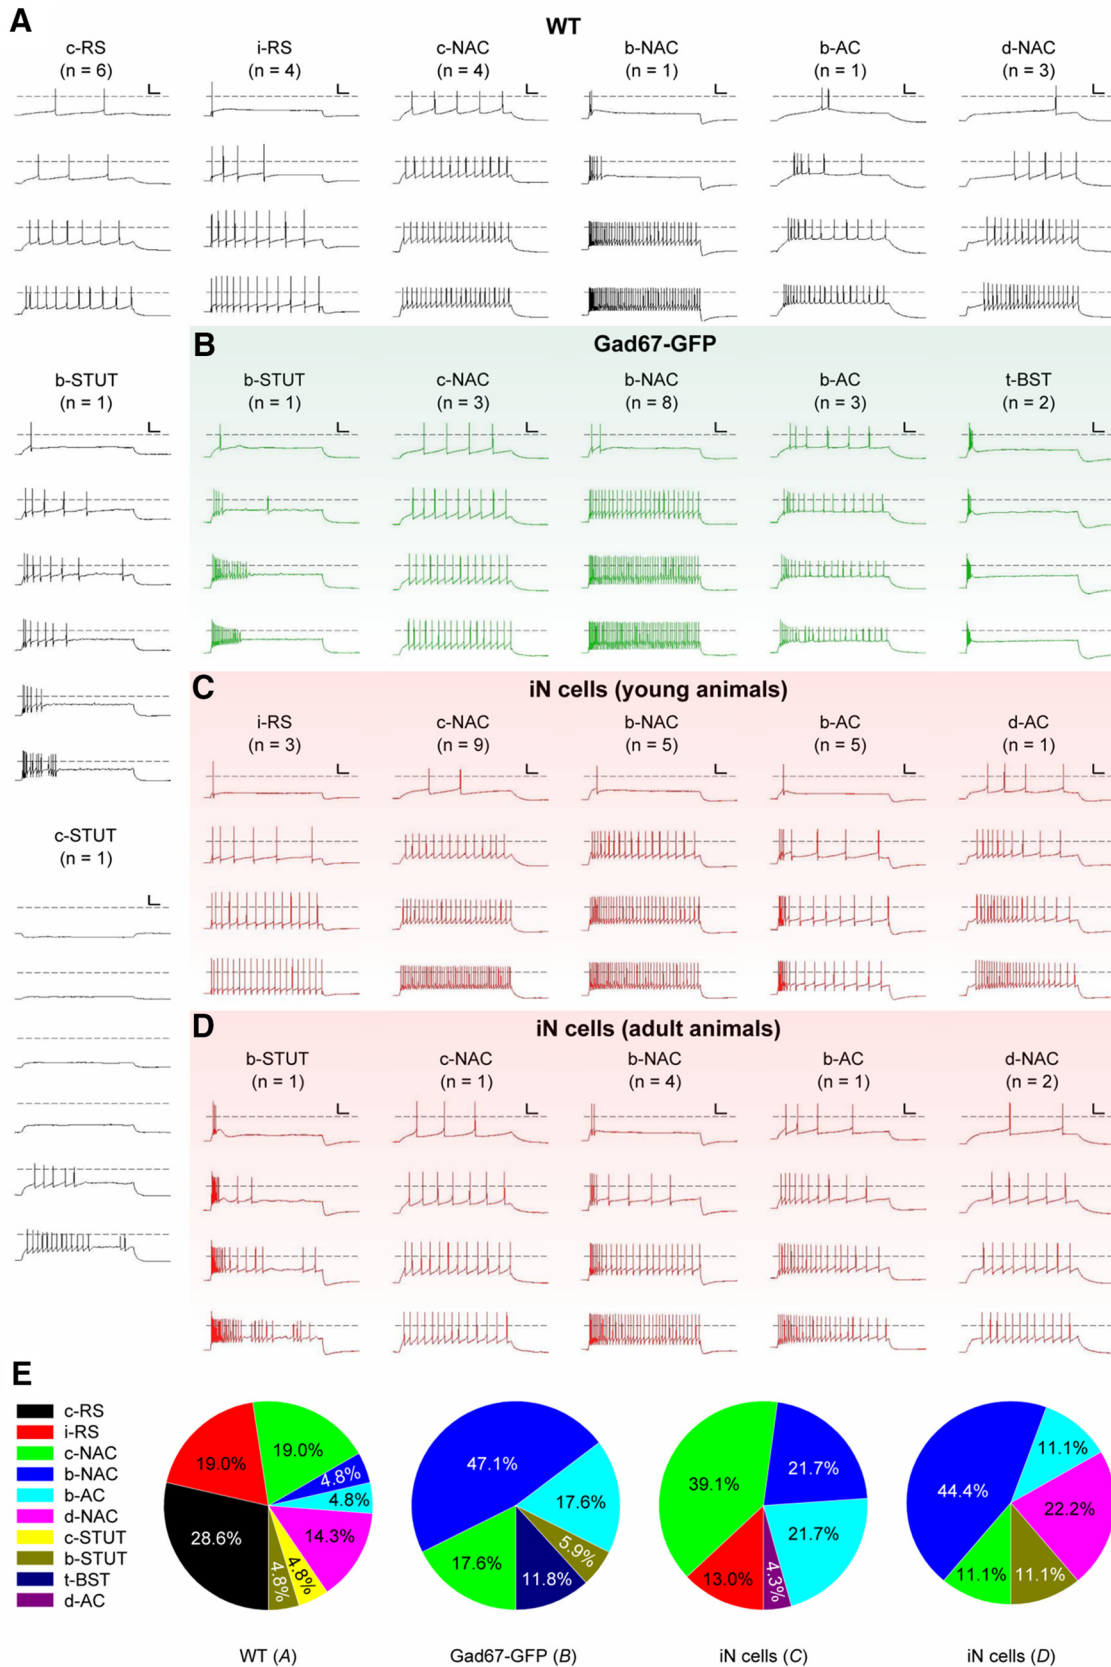 A
WT
c-RS
(n = 6)
i-RS
(n = 4)
c-NAC
(n = 4)
b-NAC
(n = 1)
b-AC
(n = 1)
d-NAC
(n = 3)
b-STUT
(n = 1)
c-STUT
(n = 1)
B
Gad67-GFP
b-STUT
(n = 1)
c-NAC
(n = 3)
b-NAC
(n = 8)
b-AC
(n = 3)
t-BST
(n = 2)
C
iN cells (young animals)
i-RS
(n = 3)
c-NAC
(n = 9)
b-NAC
(n = 5)
b-AC
(n = 5)
d-AC
(n = 1)
D
iN cells (adult animals)
b-STUT
(n = 1)
c-NAC
(n = 1)
b-NAC
(n = 4)
b-AC
(n = 1)
d-NAC
(n = 2)
E
c-RS
i-RS
c-NAC
b-NAC
b-AC
d-NAC
c-STUT
b-STUT
t-BST
d-AC
19.0%
19.0%
4.8%
4.8%
14.3%
4.8%
4.8%
28.6%
WT (A)
47.1%
17.6%
5.9%
11.8%
17.6%
Gad67-GFP (B)
39.1%
21.7%
21.7%
4.3%
13.0%
iN cells (C)
44.4%
11.1%
22.2%
11.1%
11.1%
iN cells (D)